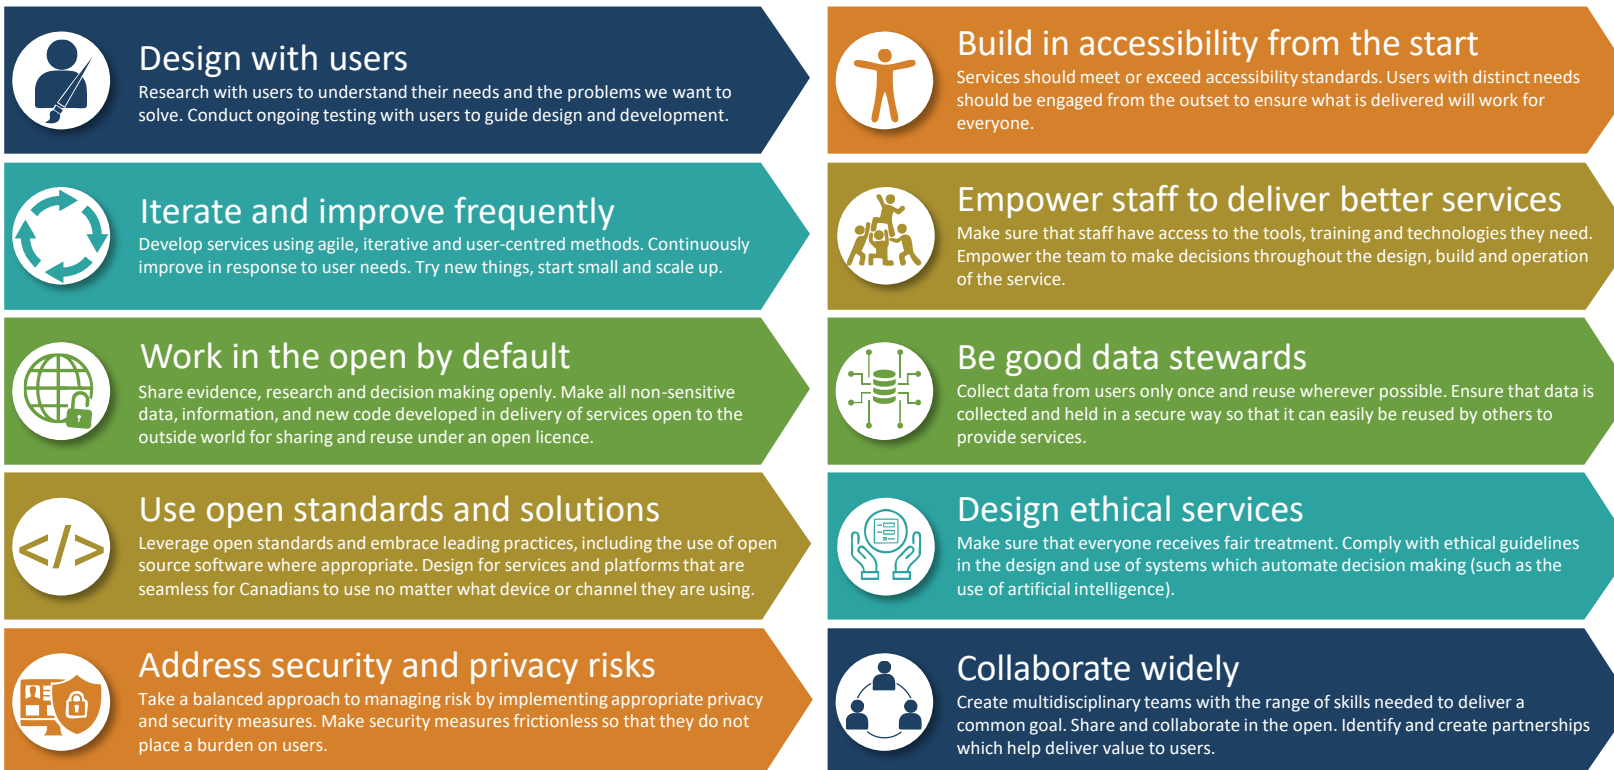 Design with users
Research with users to understand their needs and the problems we want to
solve. Conduct ongoing testing with users to guide design and development.
Iterate and improve frequently
Develop services using agile, iterative and user-centred methods. Continuously
improve in response to user needs. Try new things, start small and scale up.
Work in the open by default
Share evidence, research and decision making openly. Make all non-sensitive
data, information, and new code developed in delivery of services open to the
outside world for sharing and reuse under an open licence.
</>
Use open standards and solutions
Leverage open standards and embrace leading practices, including the use of open
source software where appropriate. Design for services and platforms that are
seamless for Canadians to use no matter what device or channel they are using.
Address security and privacy risks
Take a balanced approach to managing risk by implementing appropriate privacy
and security measures. Make security measures frictionless so that they do not
place a burden on users.
Build in accessibility from the start
Services should meet or exceed accessibility standards. Users with distinct needs
should be engaged from the outset to ensure what is delivered will work for
everyone.
Empower staff to deliver better services
Make sure that staff have access to the tools, training and technologies they need.
Empower the team to make decisions throughout the design, build and operation
of the service.
Be good data stewards
Collect data from users only once and reuse wherever possible. Ensure that data is
collected and held in a secure way so that it can easily be reused by others to
provide services.
Design ethical services
Make sure that everyone receives fair treatment. Comply with ethical guidelines
in the design and use of systems which automate decision making (such as the
use of artificial intelligence).
Collaborate widely
Create multidisciplinary teams with the range of skills needed to deliver a
common goal. Share and collaborate in the open. Identify and create partnerships
which help deliver value to users.